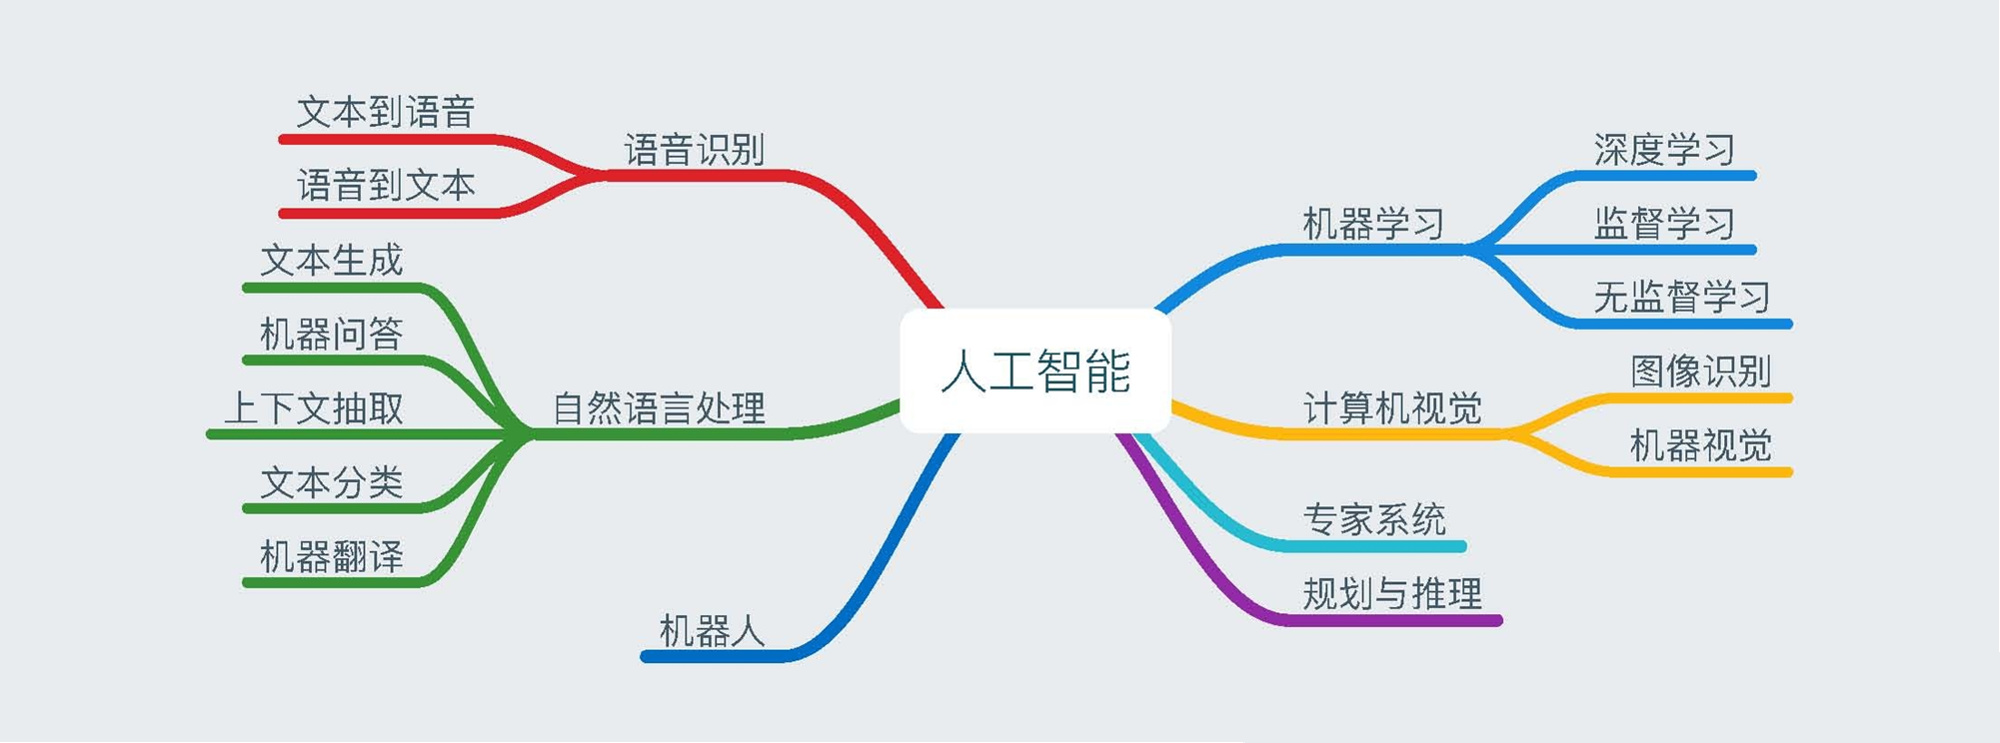 文本到语音
语音到文本
语音识别
文本生成
机器问答
上下文抽取
文本分类
机器翻译
自然语言处理
机器人
人工智能
机器学习
深度学习
监督学习
无监督学习
计算机视觉
图像识别
机器视觉
专家系统
规划与推理